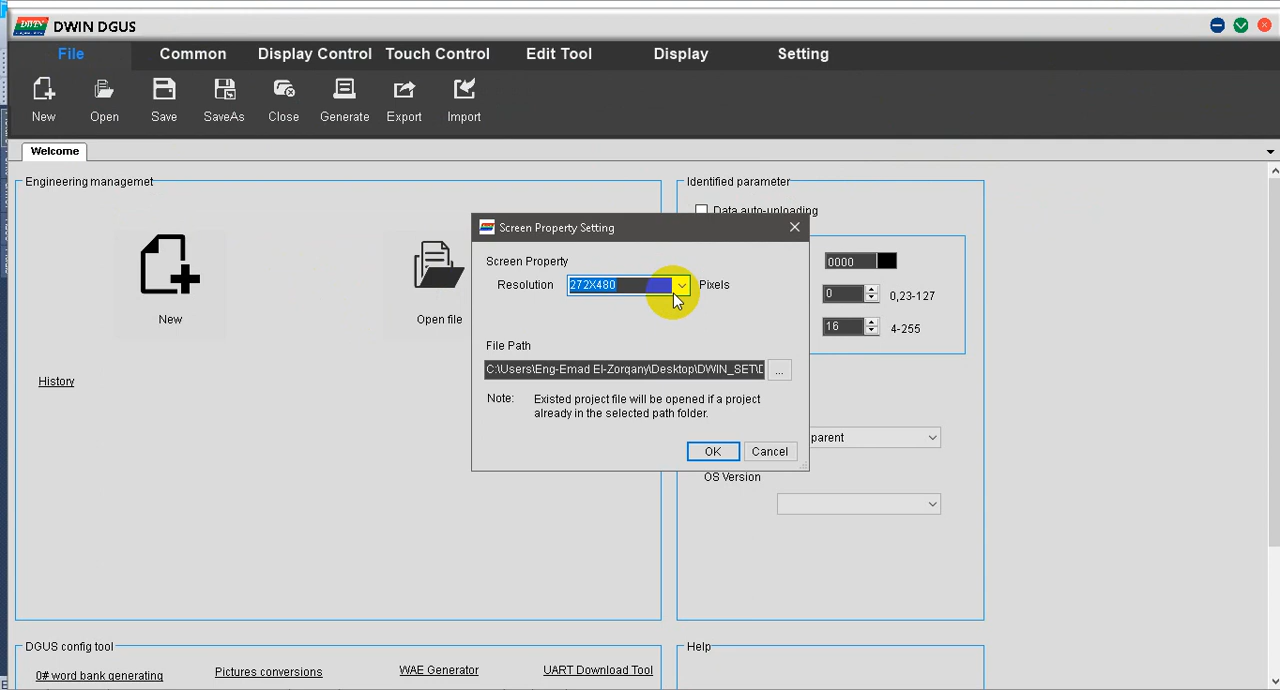 DWIN DWIN DGUS
File Common Display Control Touch Control Edit Tool Display Setting
New Open Save SaveAs Close Generate Export Import
Welcome
Engineering managemet
New
Open file
History
Identified parameter
Data auto-uploading
0000
0 0,23-127
16 4-255
parent
OS Version
Screen Property Setting
Screen Property
Resolution 272X480 Pixels
File Path
C:\Users\Eng-Emad El-Zorqany\Desktop\DWIN_SET\D
...
Note: Existed project file will be opened if a project
already in the selected path folder.
OK Cancel
DGUS config tool
0# word bank generating Pictures conversions WAE Generator UART Download Tool
Help